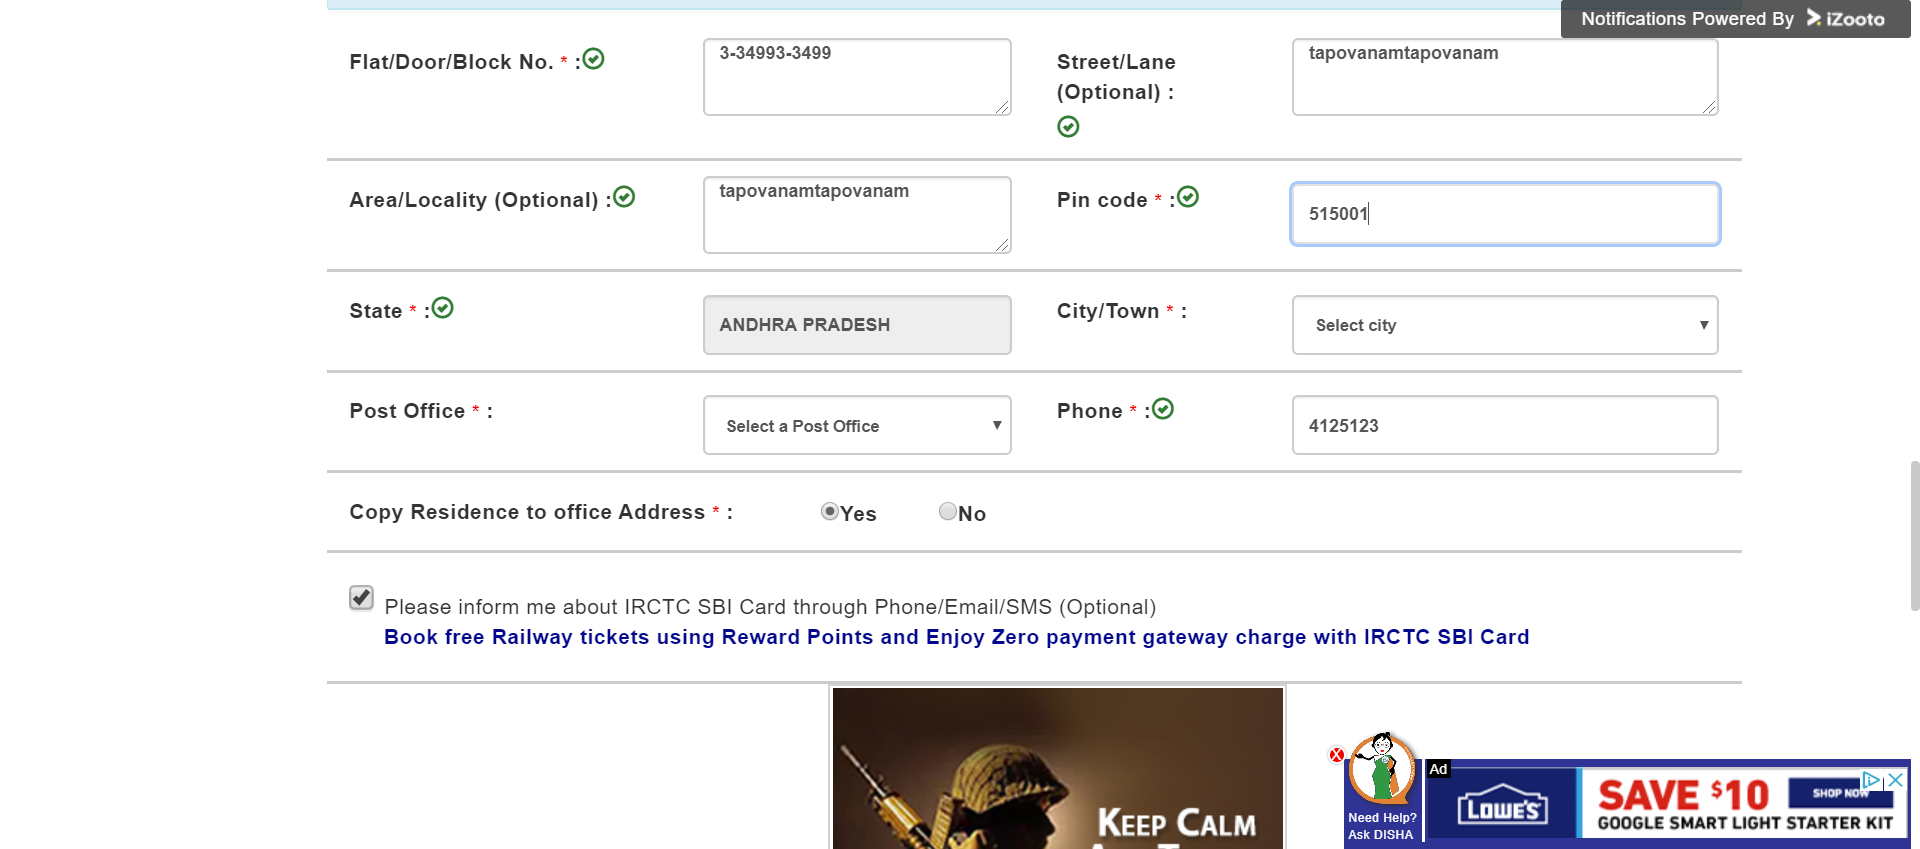 Notifications Powered By iZooto
Flat/Door/Block No. * :
3-34993-3499
Street/Lane
(Optional) :
tapovanamtapovanam
Area/Locality (Optional) :
tapovanamtapovanam
Pin code * :
515001
State * :
ANDHRA PRADESH
City/Town * :
Select city
Post Office * :
Select a Post Office
Phone * :
4125123
Copy Residence to office Address * :
Yes
No
Please inform me about IRCTC SBI Card through Phone/Email/SMS (Optional)
Book free Railway tickets using Reward Points and Enjoy Zero payment gateway charge with IRCTC SBI Card
KEEP CALM
X
Need Help?
Ask DISHA
Ad
LOWE'S
SAVE $10
GOOGLE SMART LIGHT STARTER KIT
SHOP NOW